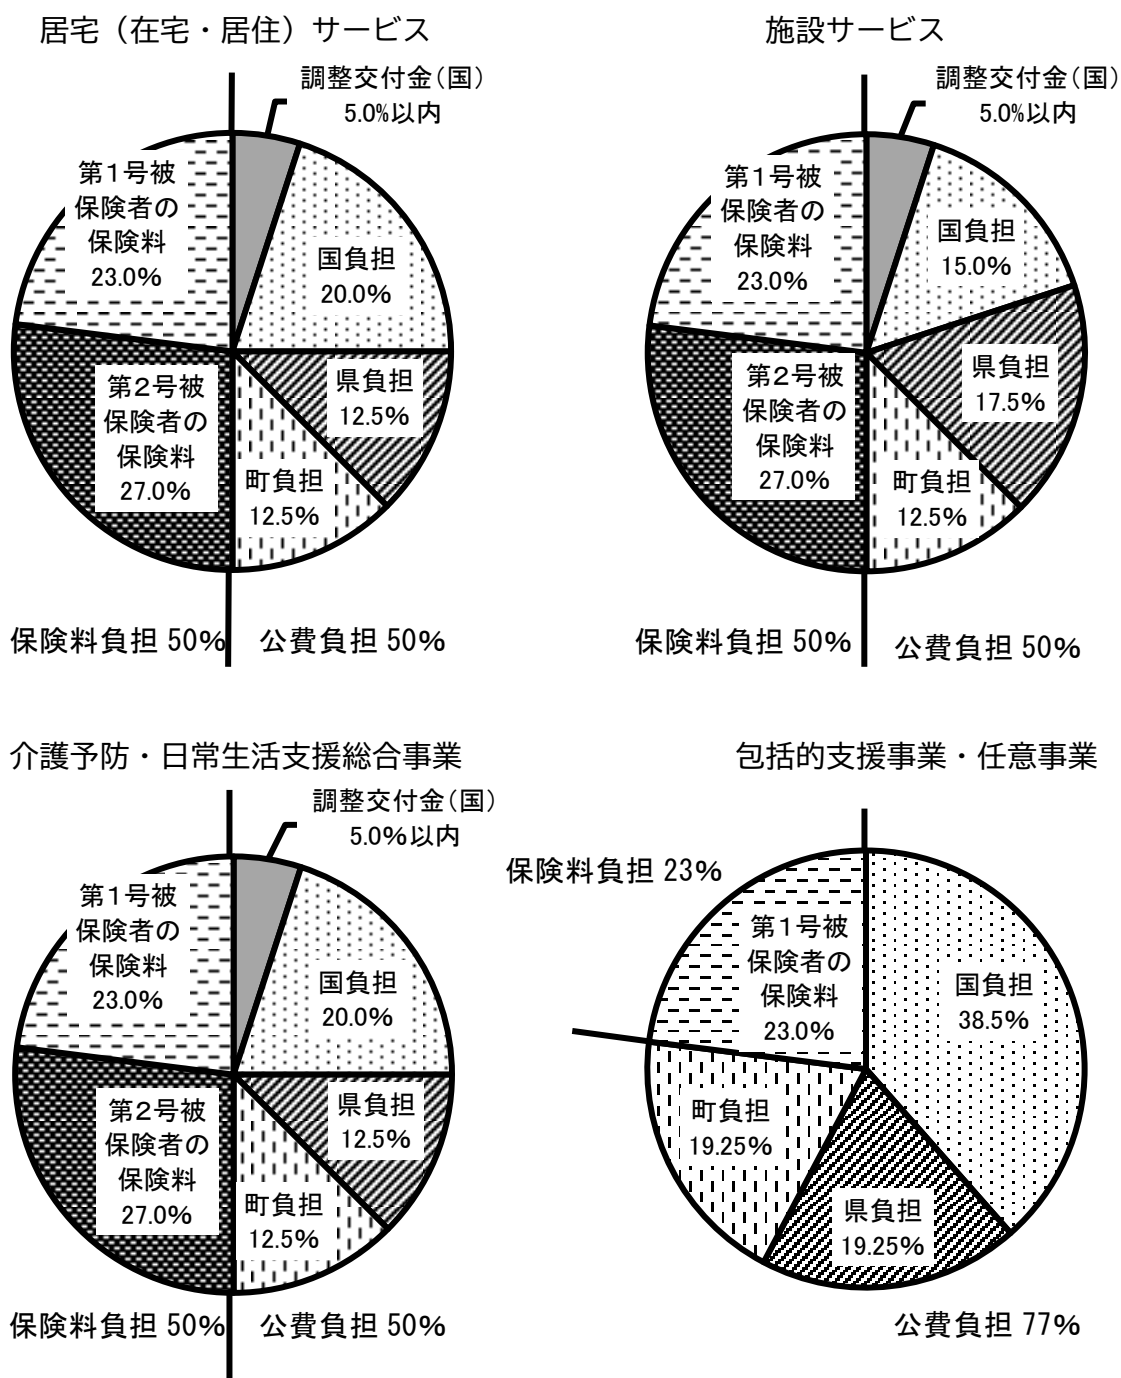 居宅（在宅・居住）サービス
調整交付金（国）
5.0%以内
第1号被
保険者の
保険料
23.0%
国負担
20.0%
県負担
12.5%
第2号被
保険者の
保険料
27.0%
町負担
12.5%
保険料負担 50%
公費負担 50%
施設サービス
調整交付金（国）
5.0%以内
第1号被
保険者の
保険料
23.0%
国負担
15.0%
県負担
17.5%
第2号被
保険者の
保険料
27.0%
町負担
12.5%
保険料負担 50%
公費負担 50%
介護予防・日常生活支援総合事業
調整交付金（国）
5.0%以内
第1号被
保険者の
保険料
23.0%
国負担
20.0%
県負担
12.5%
第2号被
保険者の
保険料
27.0%
町負担
12.5%
保険料負担 50%
公費負担 50%
包括的支援事業・任意事業
保険料負担 23%
第1号被
保険者の
保険料
23.0%
国負担
38.5%
町負担
19.25%
県負担
19.25%
公費負担 77%